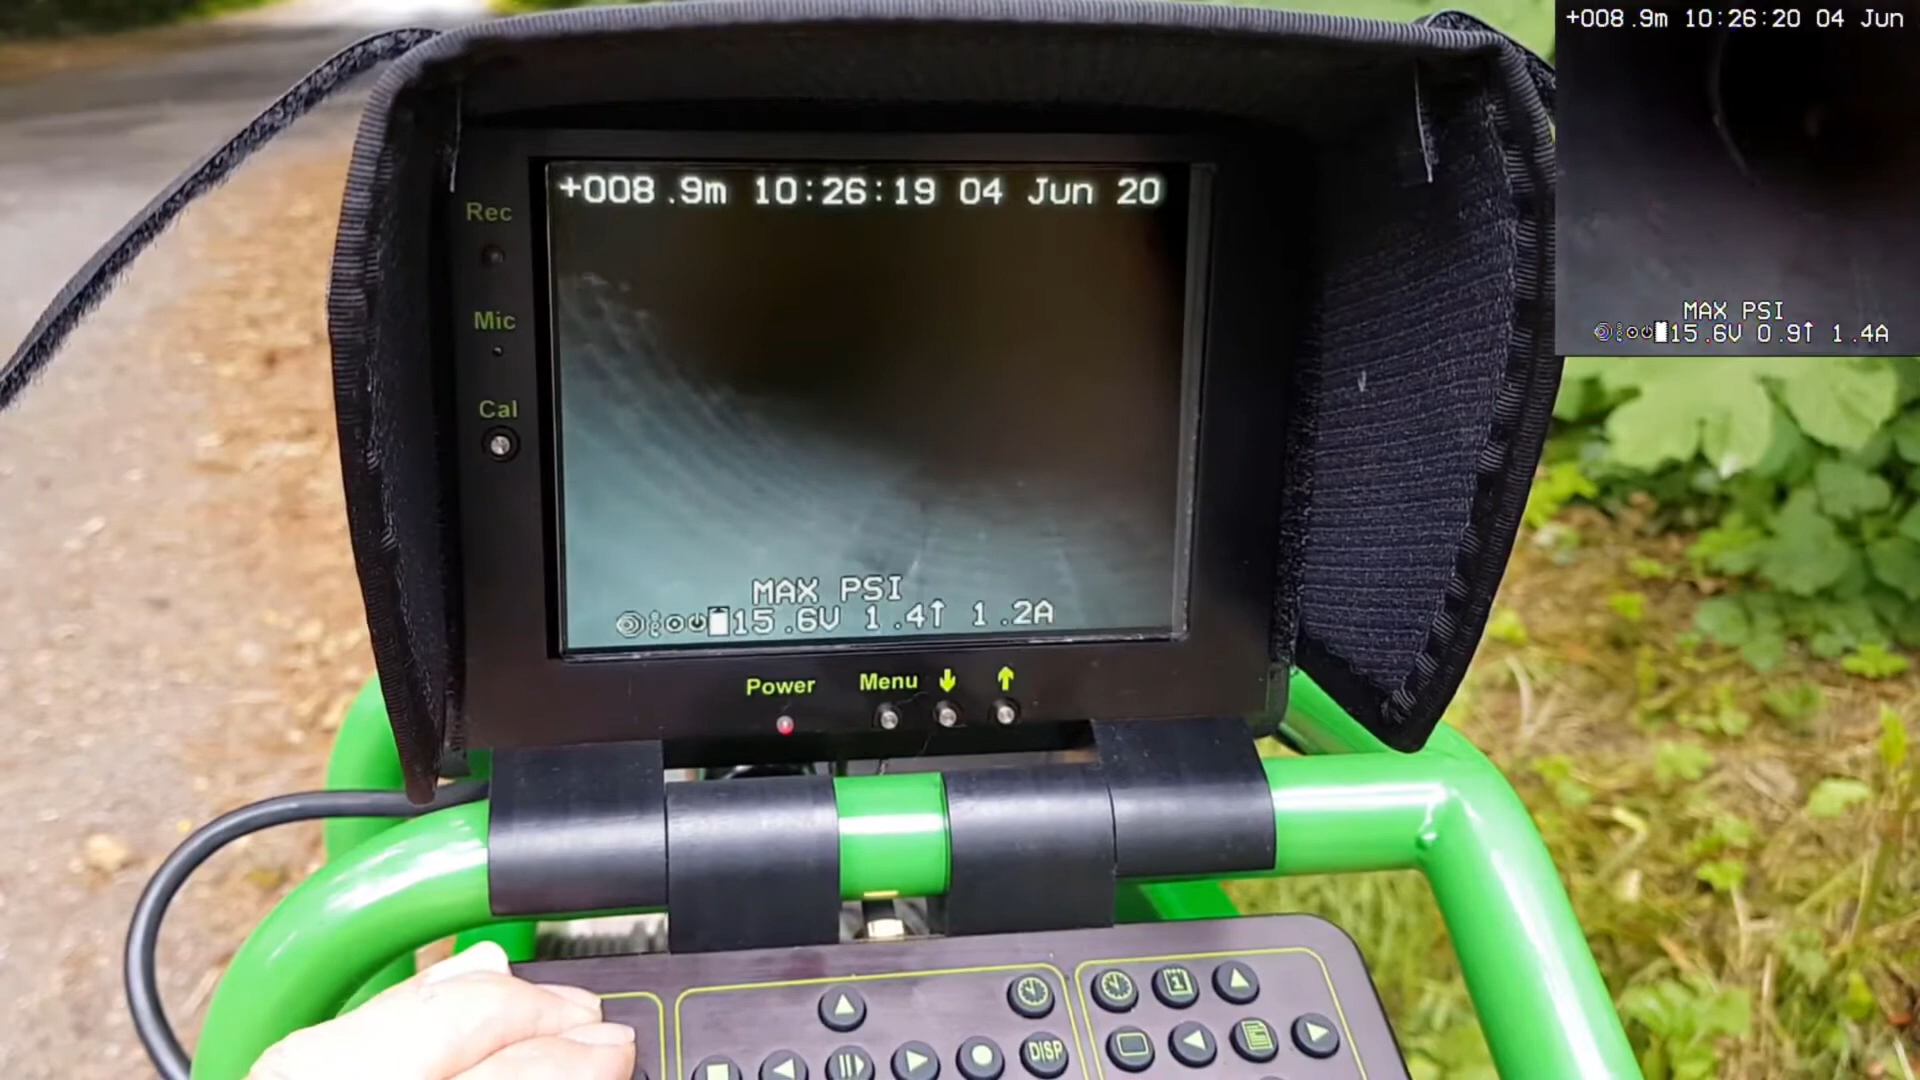 +008.9m 10:26:20 04 Jun
MAX PSI
15.6V 0.9↑ 1.4A
+008.9m 10:26:19 04 Jun 20
Rec
Mic
Cal
MAX PSI
15.6V 1.4↑ 1.2A
Power Menu
1
DISP